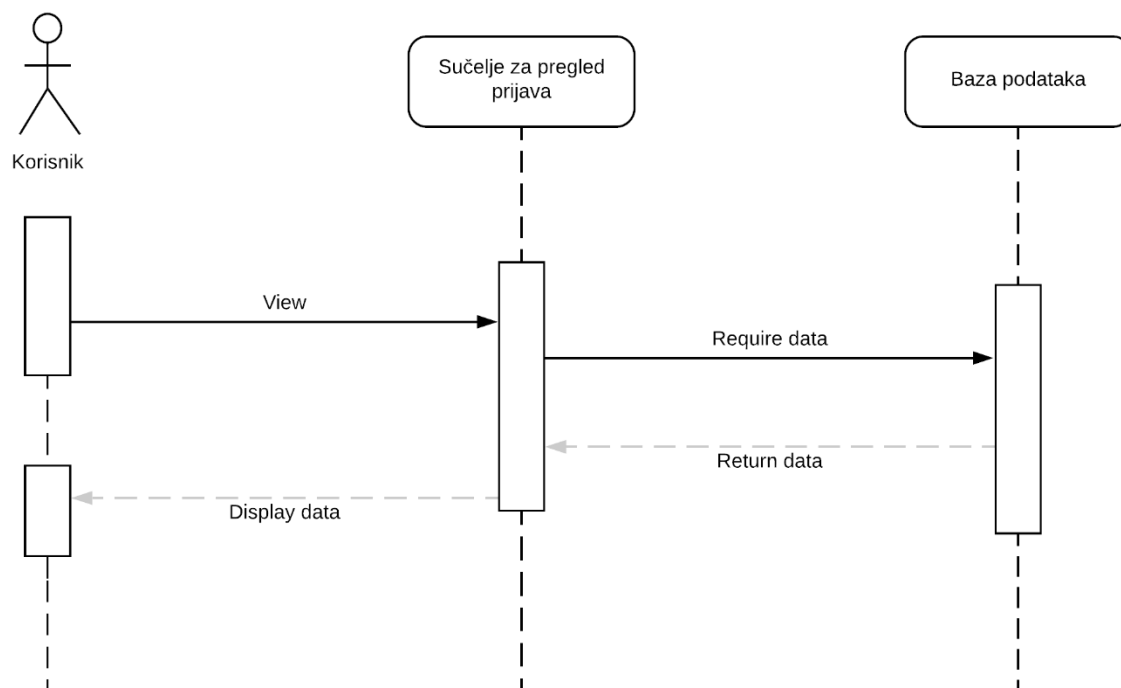 Korisnik
Sučelje za pregled
prijava
Baza podataka
View
Require data
Return data
Display data